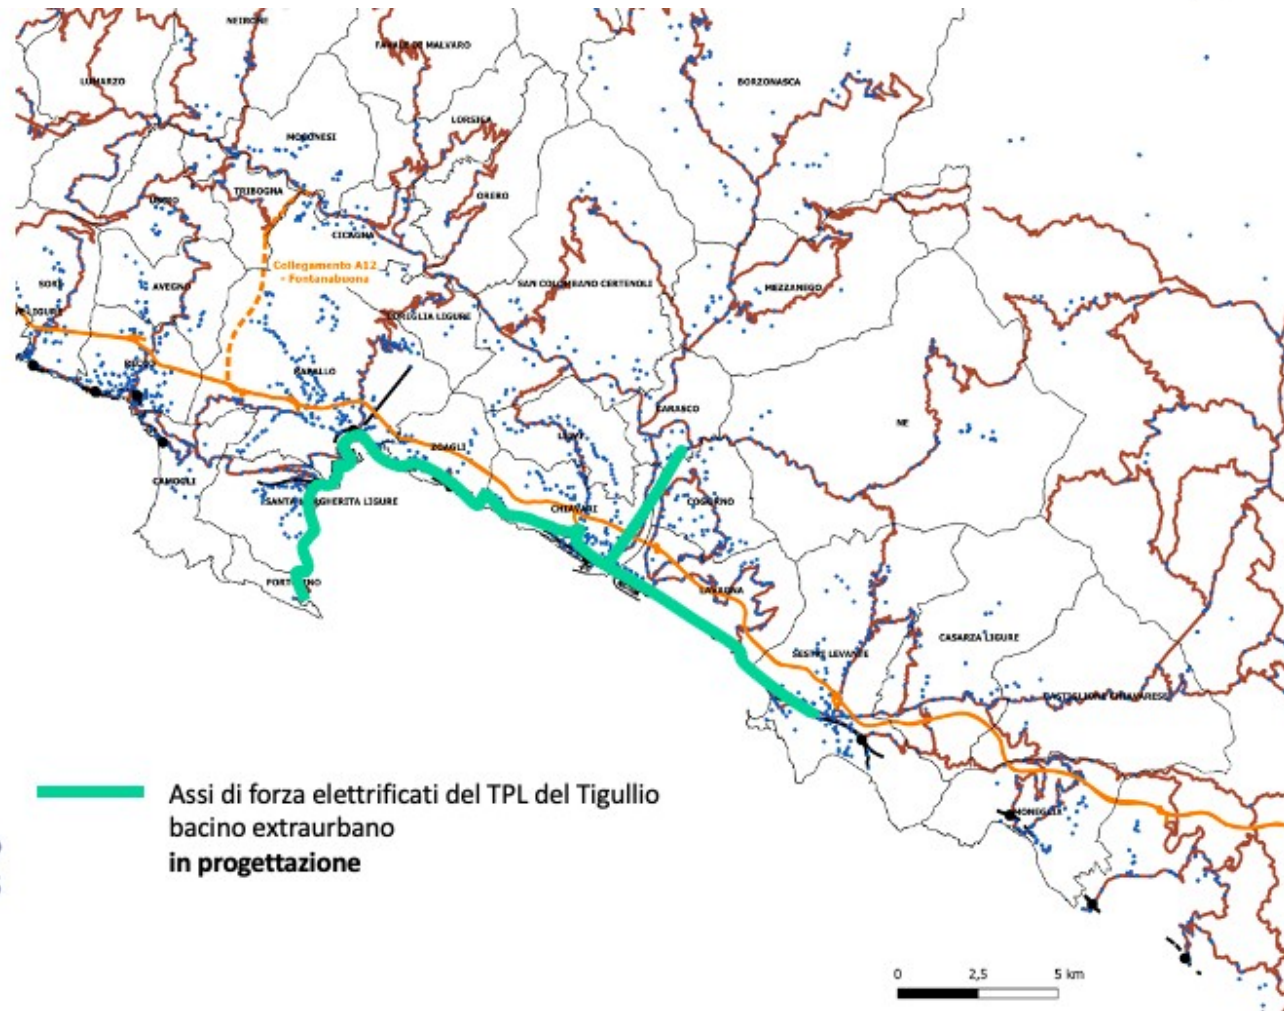 NEIRONE
FAVALE DI MALVARO
LUMARZO
BORZONASCA
LORSICA
MOCONESI
TRIBOGNA
ORERO
USCIO
CICAGNA
Collegamento A12
- Fontanabuona
SORI
AVEGNO
SAN COLOMBANO CERTENOLI
MEZZANEGO
LIGURE
COREGLIA LIGURE
RECCO
RAPALLO
CARASCO
NE
LEIVI
ZOAGLI
CAMOGLI
SANTA MARGHERITA LIGURE
CHIAVARI
COGORNO
PORTOFINO
LAVAGNA
CASARZA LIGURE
SESTRI LEVANTE
CASTIGLIONE CHIAVARESE
MONEGLIA
Assi di forza elettrificati del TPL del Tigullio
bacino extraurbano
in progettazione
0 2,5 5 km